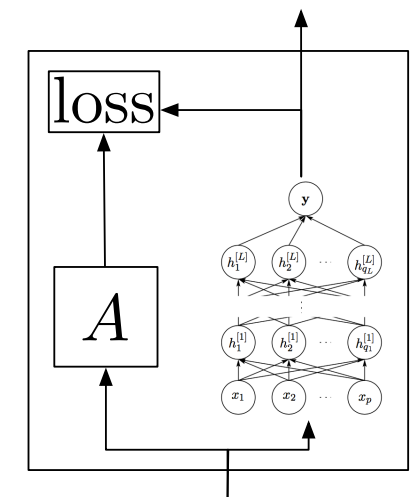 loss
y
h_1^{[L]} h_2^{[L]} ... h_{q_L}^{[L]}
⋮
A
h_1^{[1]} h_2^{[1]} ... h_{q_1}^{[1]}
x_1 x_2 ... x_p